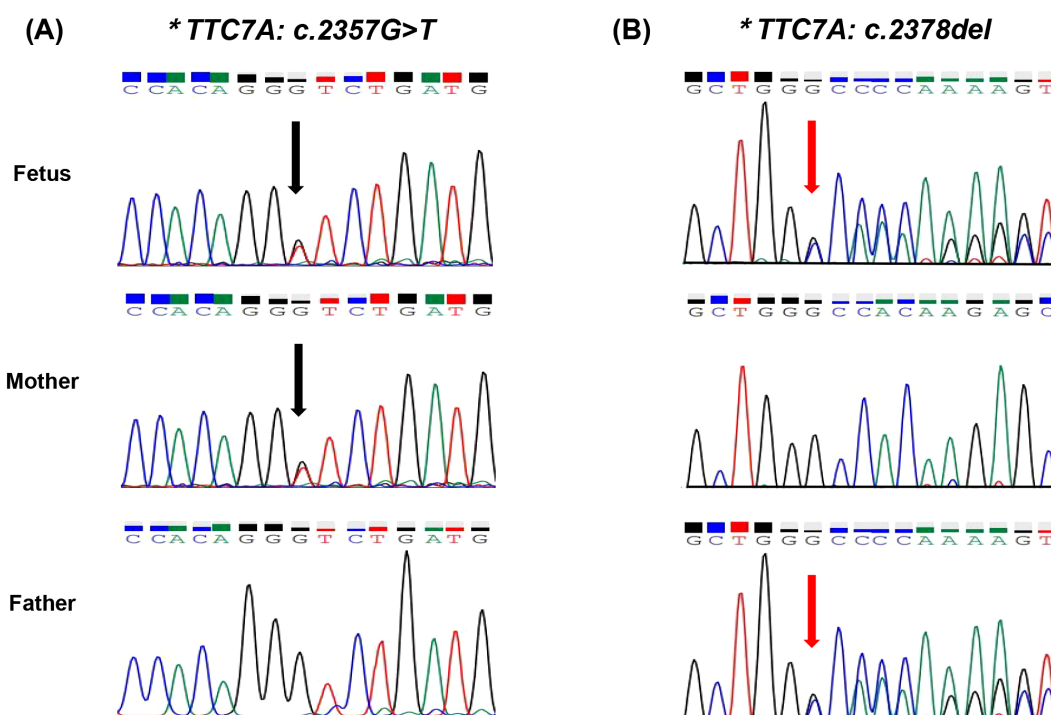 (A) * TTC7A: c.2357G>T
(B) * TTC7A: c.2378del
C C A C A G G G T C T G A T G
G C T G G G C C C C A A A A G T
Fetus
C C A C A G G G T C T G A T G
G C T G G G C C A C A A G A G C
Mother
C C A C A G G G T C T G A T G
G C T G G G C C C C A A A A G T
Father